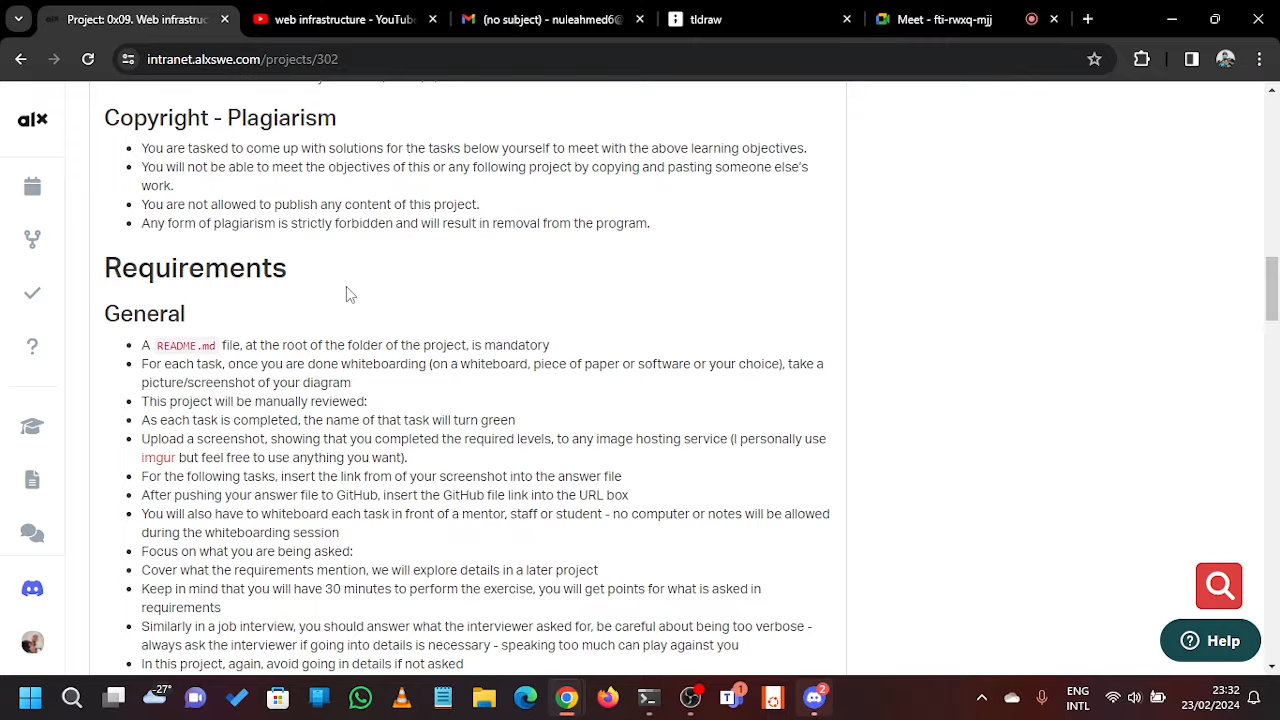 Project 0x09. Web infrastruc
web infrastructure - YouTub
(no subject) - nuleahmed6@
tldraw
Meet - fti-rwxq-mjj
intranet.alxswe.com/projects/302
alx
Copyright - Plagiarism
You are tasked to come up with solutions for the tasks below yourself to meet with the above learning objectives.
You will not be able to meet the objectives of this or any following project by copying and pasting someone else's
work.
You are not allowed to publish any content of this project.
Any form of plagiarism is strictly forbidden and will result in removal from the program.
Requirements
General
A README.md file, at the root of the folder of the project, is mandatory
For each task, once you are done whiteboarding (on a whiteboard, piece of paper or software or your choice), take a
picture/screenshot of your diagram
This project will be manually reviewed:
As each task is completed, the name of that task will turn green
Upload a screenshot, showing that you completed the required levels, to any image hosting service (I personally use
imgur but feel free to use anything you want).
For the following tasks, insert the link from of your screenshot into the answer file
After pushing your answer file to GitHub, insert the GitHub file link into the URL box
You will also have to whiteboard each task in front of a mentor, staff or student - no computer or notes will be allowed
during the whiteboarding session
Focus on what you are being asked:
Cover what the requirements mention, we will explore details in a later project
Keep in mind that you will have 30 minutes to perform the exercise, you will get points for what is asked in
requirements
Similarly in a job interview, you should answer what the interviewer asked for, be careful about being too verbose -
always ask the interviewer if going into details is necessary - speaking too much can play against you
In this project, again, avoid going in details if not asked
Help
27°
1
2
ENG
INTL
23:32
23/02/2024